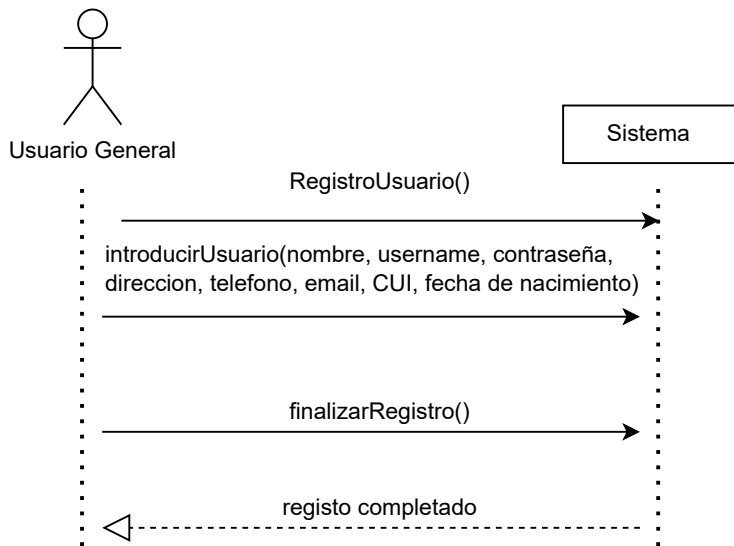 Usuario General
Sistema
RegistroUsuario()
introducirUsuario(nombre, username, contraseña,
direccion, telefono, email, CUI, fecha de nacimiento)
finalizarRegistro()
registo completado